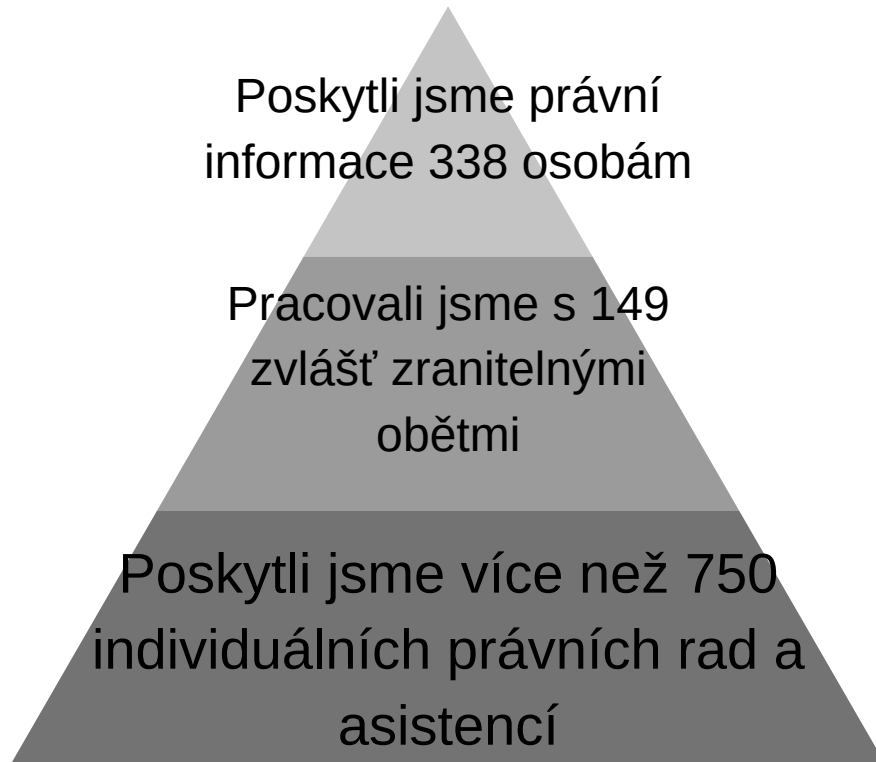 Poskytli jsme právní
informace 338 osobám
Pracovali jsme s 149
zvlášť zranitelnými
obětmi
Poskytli jsme více než 750
individuálních právních rad a
asistencí